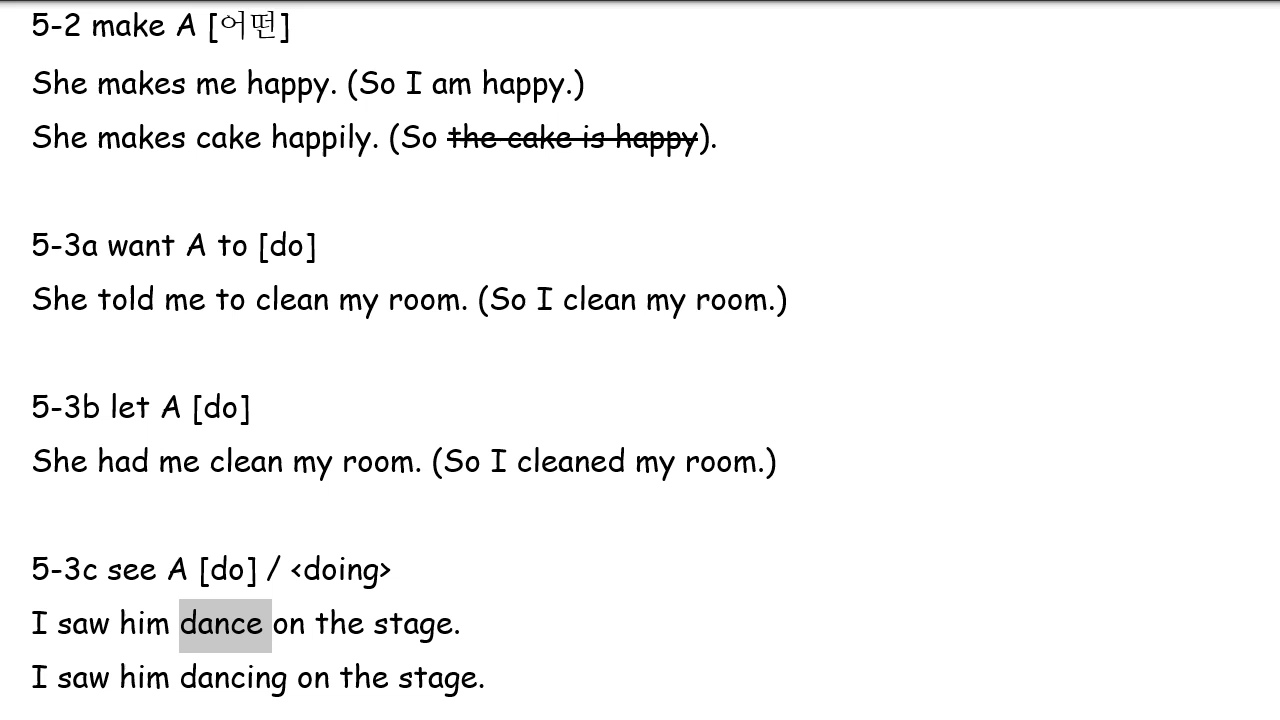 5-2 make A [어떤]
She makes me happy. (So I am happy.)
She makes cake happily. (So the cake is happy).
5-3a want A to [do]
She told me to clean my room. (So I clean my room.)
5-3b let A [do]
She had me clean my room. (So I cleaned my room.)
5-3c see A [do] / <doing>
I saw him dance on the stage.
I saw him dancing on the stage.